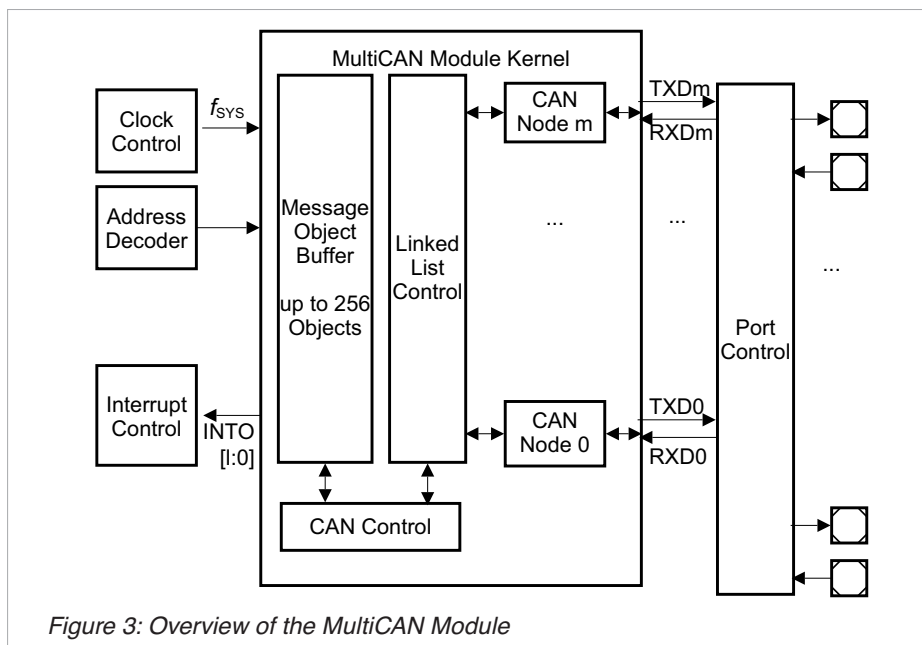 MultiCAN Module Kernel
Clock
Control
fSYS
Address
Decoder
Interrupt
Control
INTO
[I:0]
Message
Object
Buffer
up to 256
Objects
Linked
List
Control
CAN
Node m
...
CAN
Node 0
CAN Control
TXDm
RXDm
...
TXD0
RXD0
Port
Control
...
Figure 3: Overview of the MultiCAN Module